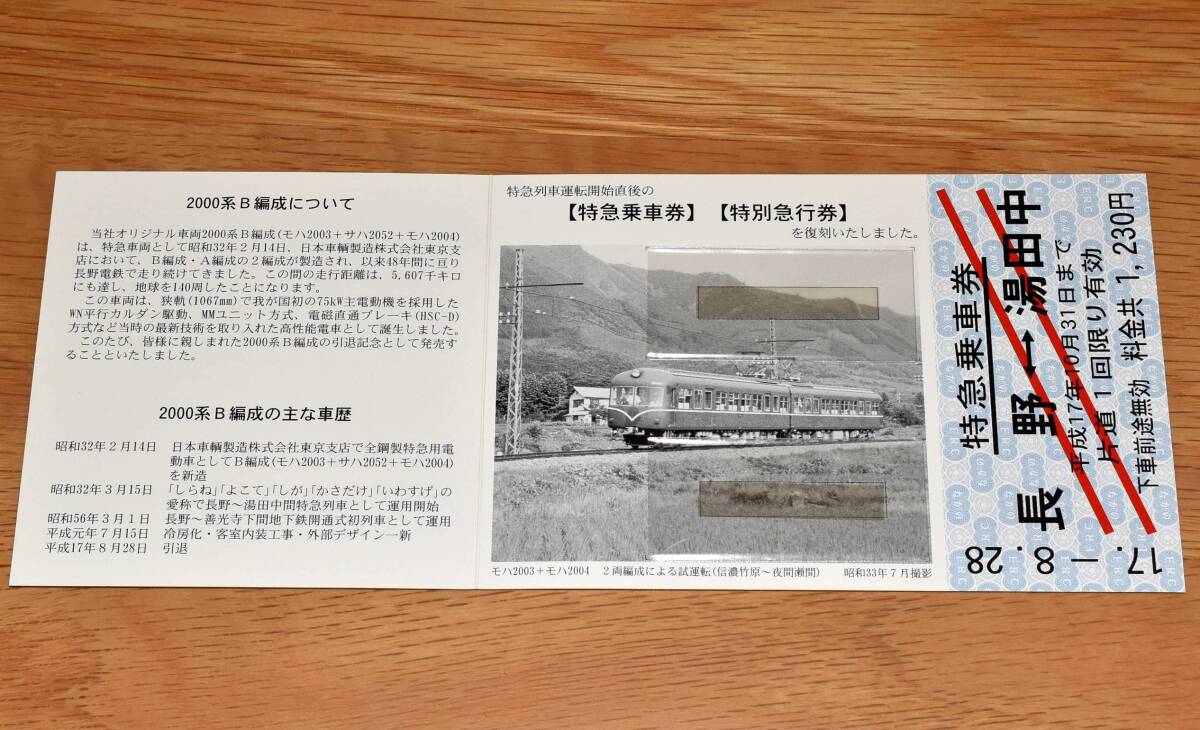 2000系B編成について
当社オリジナル車両2000系B編成(モハ2003+サハ2052+モハ2004)
は、特急車両として昭和32年2月14日、日本車輌製造株式会社東京支
店において、B編成・A編成の2編成が製造され、以来48年間に亘り
長野電鉄で走り続けてきました。この間の走行距離は、5,607千キロ
にも達し、地球を140周したことになります。
この車両は、狭軌(1067mm)で我が国初の75kW主電動機を採用した
WN平行カルダン駆動、MMユニット方式、電磁直通ブレーキ(HSC-D)
方式など当時の最新技術を取り入れた高性能電車として誕生しました。
このたび、皆様に親しまれた2000系B編成の引退記念として発売す
ることといたしました。
2000系B編成の主な車歴
昭和32年2月14日 日本車輌製造株式会社東京支店で全鋼製特急用電
動車としてB編成(モハ2003+サハ2052+モハ2004)
を新造
昭和32年3月15日 「しらね」「よこて」「しが」「かさだけ」「いわすげ」の
愛称で長野~湯田中間特急列車として運用開始
昭和56年3月1日 長野~善光寺下間地下鉄開通式初列車として運用
平成元年7月15日 冷房化・客室内装工事・外部デザイン一新
平成17年8月28日 引退
特急列車運転開始直後の
【特急乗車券】【特別急行券】
を復刻いたしました。
モハ2003+モハ2004 2両編成による試運転(信濃竹原~夜間瀬間) 昭和33年7月撮影
特急乗車券
長野↔湯田中
平成17年10月31日まで
片道1回限り有効
下車前途無効 料金共1,230円
17.-8.28